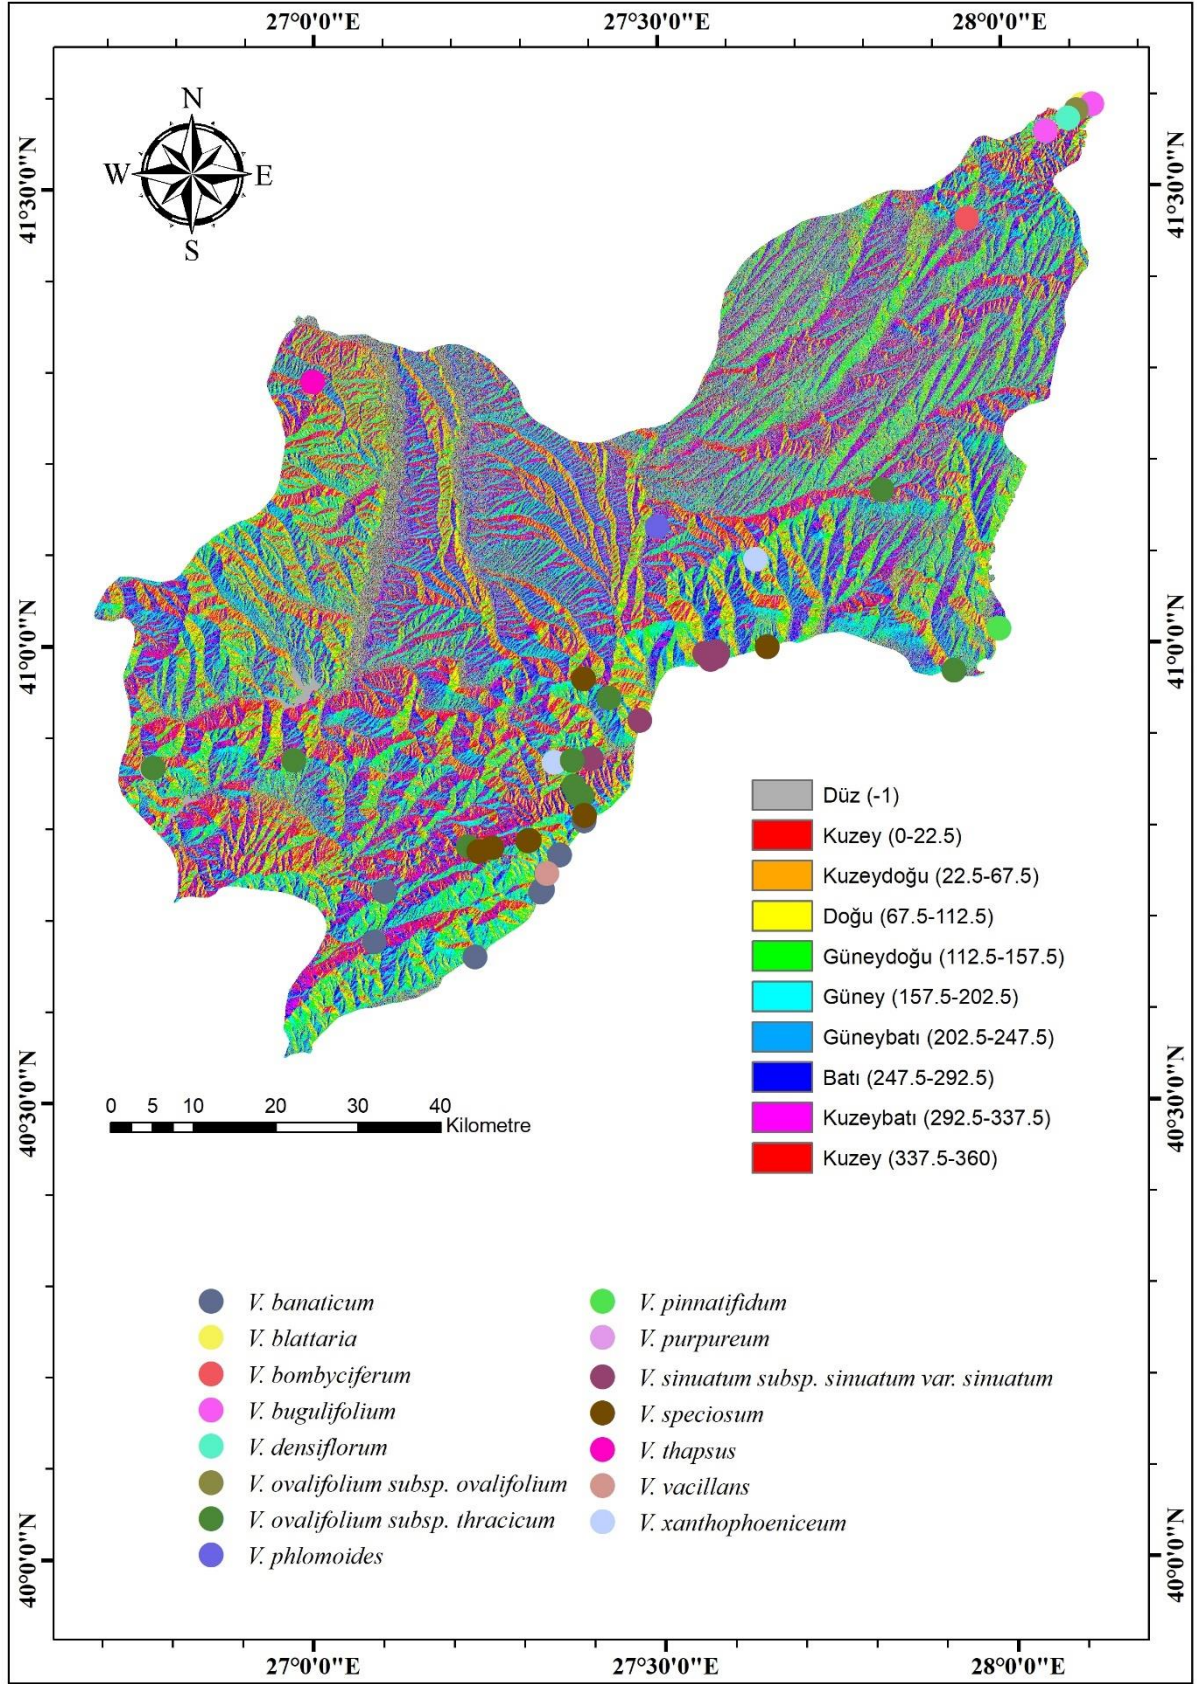 27°0'0"E 27°30'0"E 28°0'0"E
N
W E
S
41°30'0"N
41°30'0"N
41°0'0"N
41°0'0"N
Düz (-1)
Kuzey (0-22.5)
Kuzeydoğu (22.5-67.5)
Doğu (67.5-112.5)
Güneydoğu (112.5-157.5)
Güney (157.5-202.5)
Güneybatı (202.5-247.5)
Batı (247.5-292.5)
Kuzeybatı (292.5-337.5)
Kuzey (337.5-360)
0 5 10 20 30 40
Kilometre
40°30'0"N
40°30'0"N
V. banaticum
V. blattaria
V. bombyciferum
V. bugulifolium
V. densiflorum
V. ovalifolium subsp. ovalifolium
V. ovalifolium subsp. thracicum
V. phlomoides
V. pinnatifidum
V. purpureum
V. sinuatum subsp. sinuatum var. sinuatum
V. speciosum
V. thapsus
V. vacillans
V. xanthophoeniceum
40°0'0"N
40°0'0"N
27°0'0"E 27°30'0"E 28°0'0"E